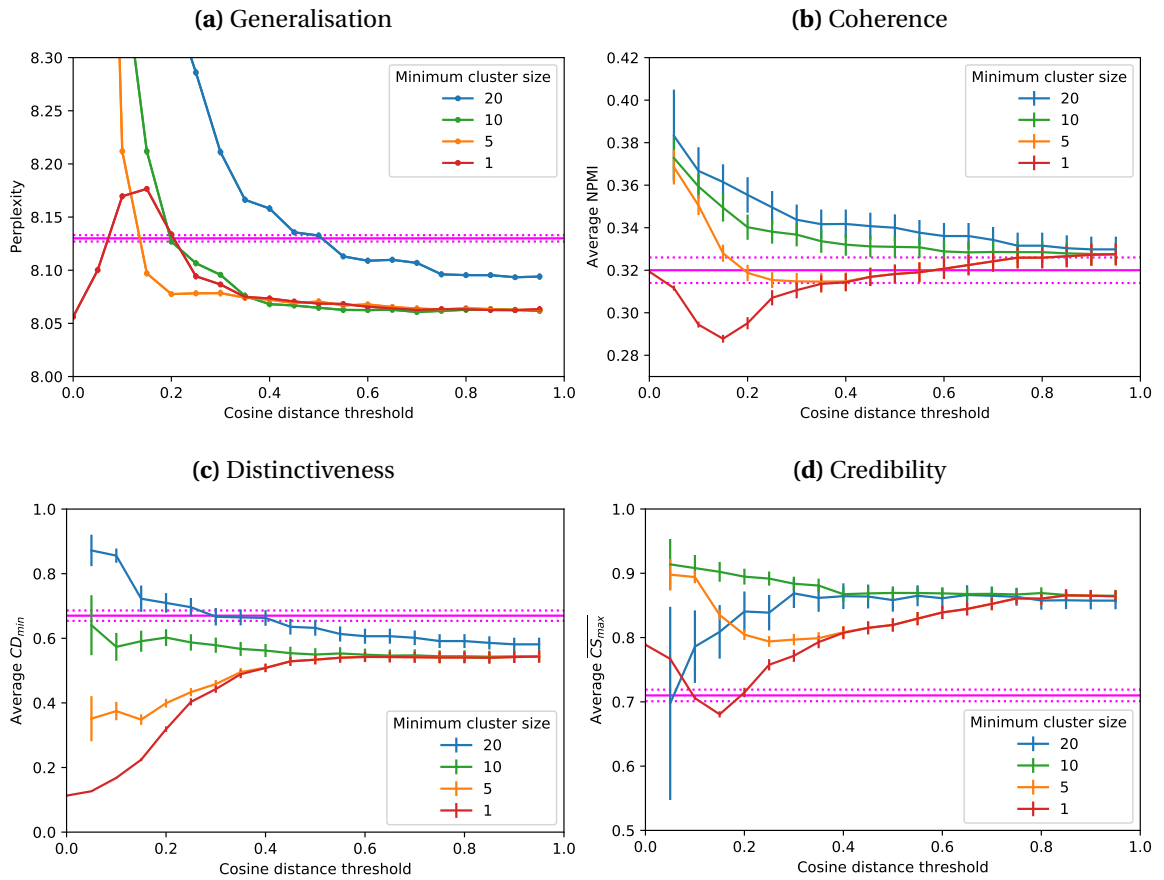 (a) Generalisation
8.30
8.25
8.20
8.15
8.10
8.05
8.00
Perplexity
0.0 0.2 0.4 0.6 0.8 1.0
Cosine distance threshold
Minimum cluster size
20
10
5
1
(b) Coherence
0.42
0.40
0.38
0.36
0.34
0.32
0.30
0.28
Average NPMI
0.0 0.2 0.4 0.6 0.8 1.0
Cosine distance threshold
Minimum cluster size
20
10
5
1
(c) Distinctiveness
1.0
0.8
0.6
0.4
0.2
0.0
Average CD_min
0.0 0.2 0.4 0.6 0.8 1.0
Cosine distance threshold
Minimum cluster size
20
10
5
1
(d) Credibility
1.0
0.9
0.8
0.7
0.6
0.5
Average \overline{CS_{max}}
0.0 0.2 0.4 0.6 0.8 1.0
Cosine distance threshold
Minimum cluster size
20
10
5
1